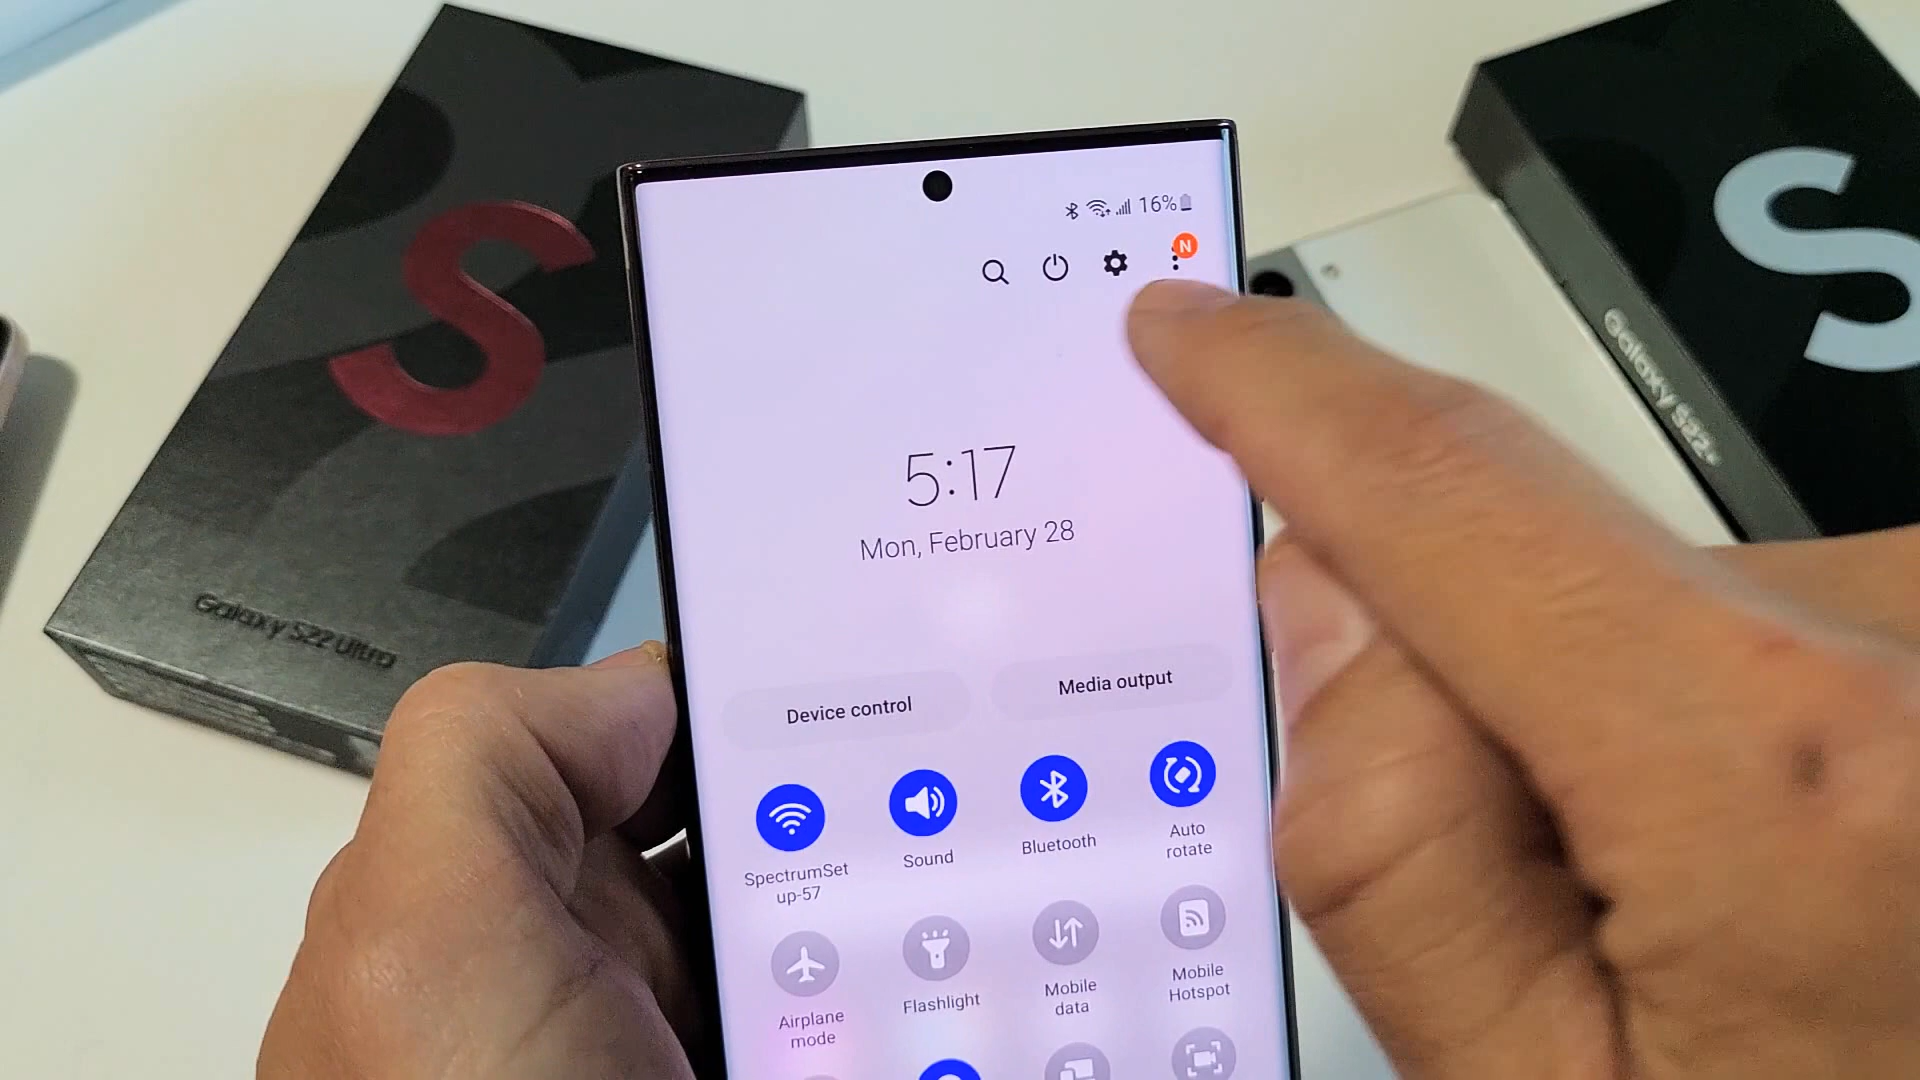 S
Galaxy S22 Ultra
S
Galaxy S22+
16%
N
5:17
Mon, February 28
Device control
Media output
SpectrumSet
up-57
Sound
Bluetooth
Auto
rotate
Airplane
mode
Flashlight
Mobile
data
Mobile
Hotspot